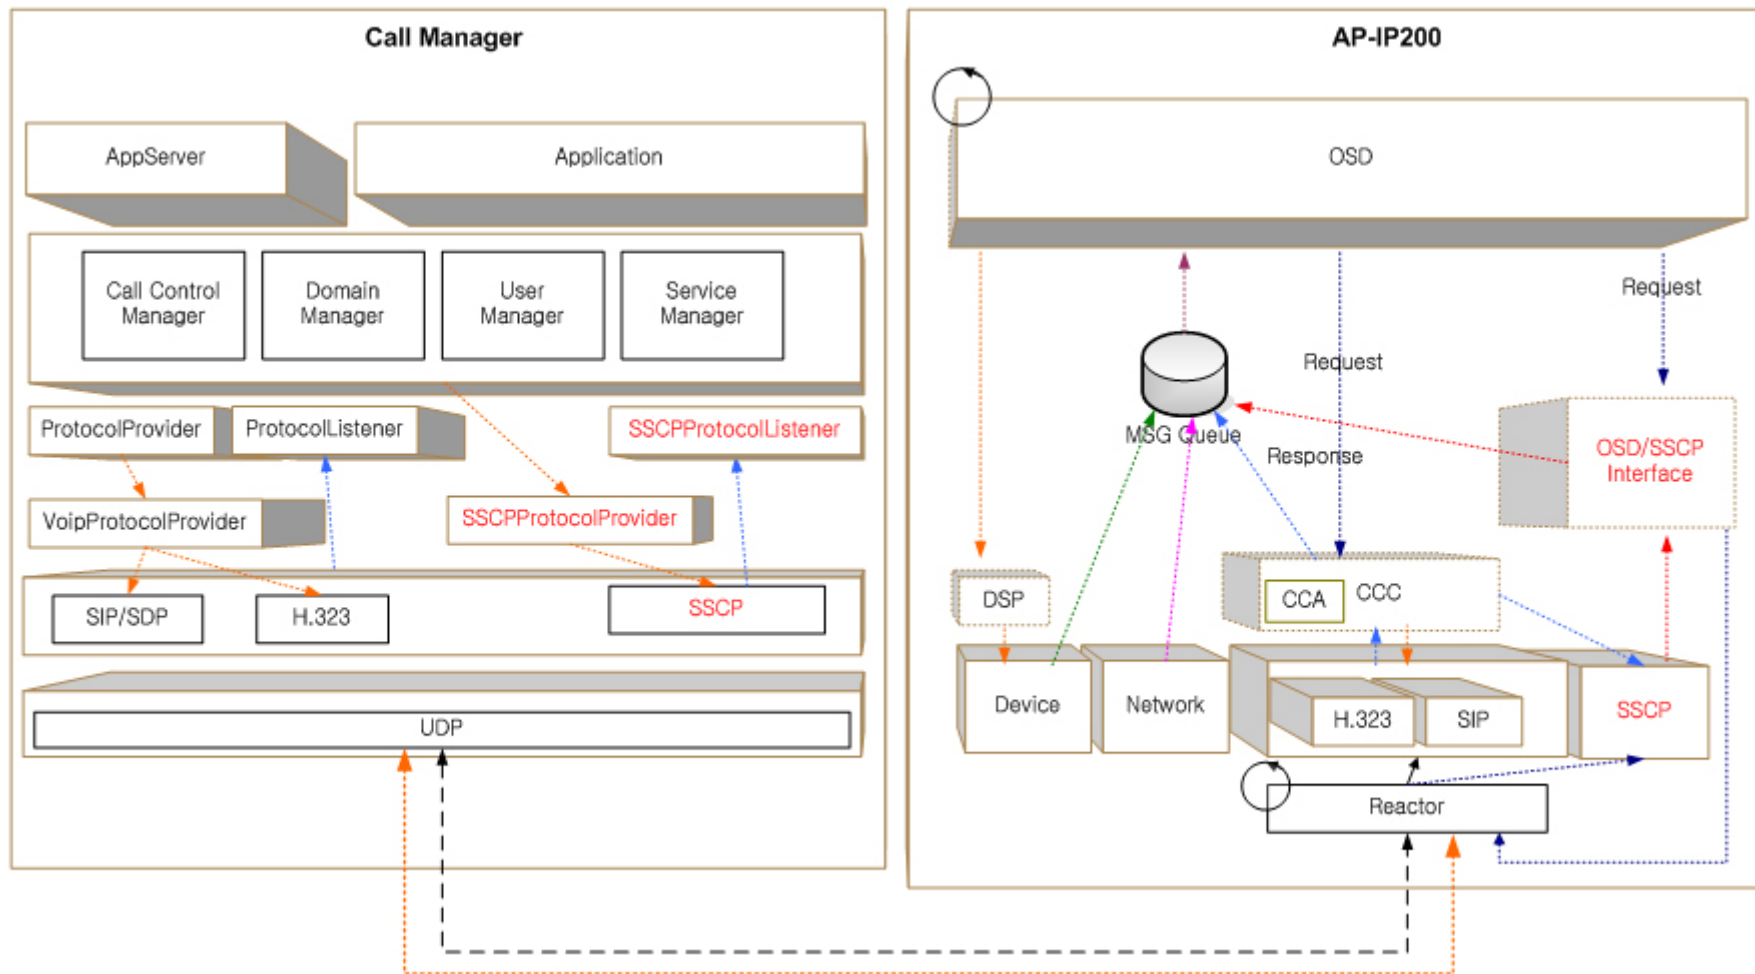 Call Manager
AppServer
Application
Call Control
Manager
Domain
Manager
User
Manager
Service
Manager
ProtocolProvider
ProtocolListener
SSCPProtocolListener
VoipProtocolProvider
SSCPProtocolProvider
SIP/SDP
H.323
SSCP
UDP
AP-IP200
OSD
Request
Request
MSG Queue
Response
OSD/SSCP
Interface
DSP
CCA
CCC
Device
Network
H.323
SIP
SSCP
Reactor